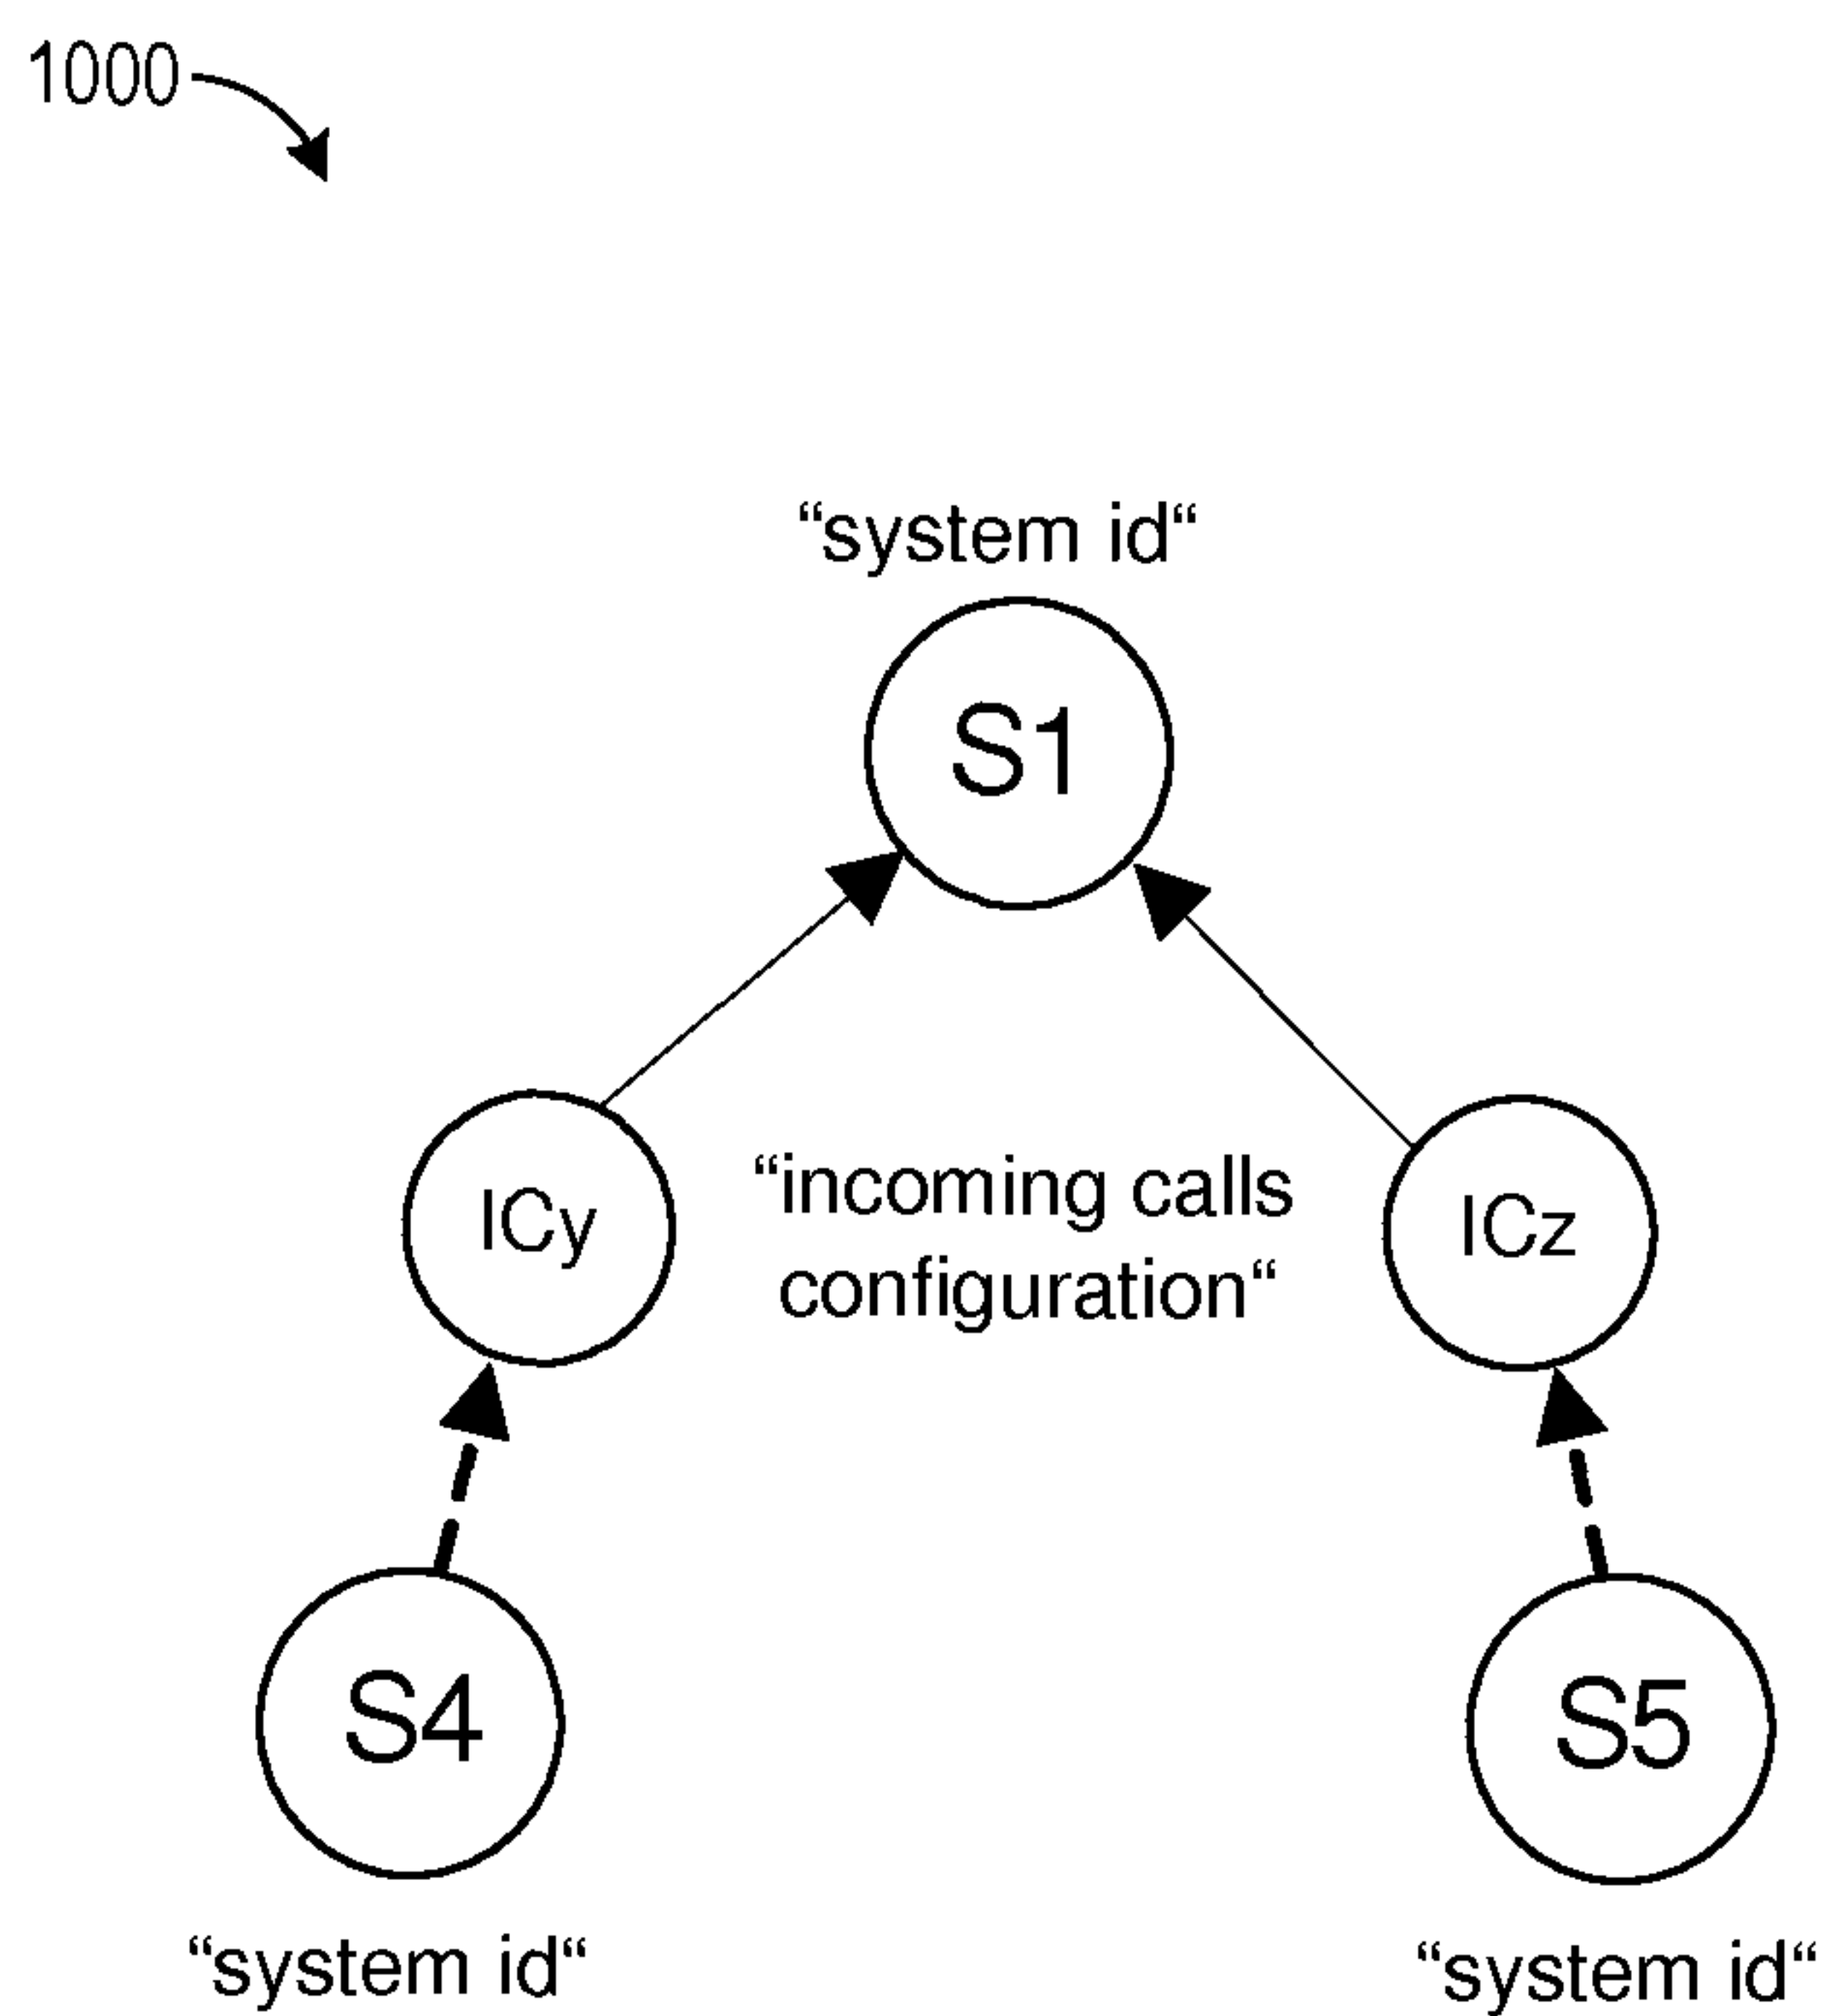 1000
“system id“
S1
ICy
“incoming calls
configuration“
ICz
S4
S5
“system id“
“system id“